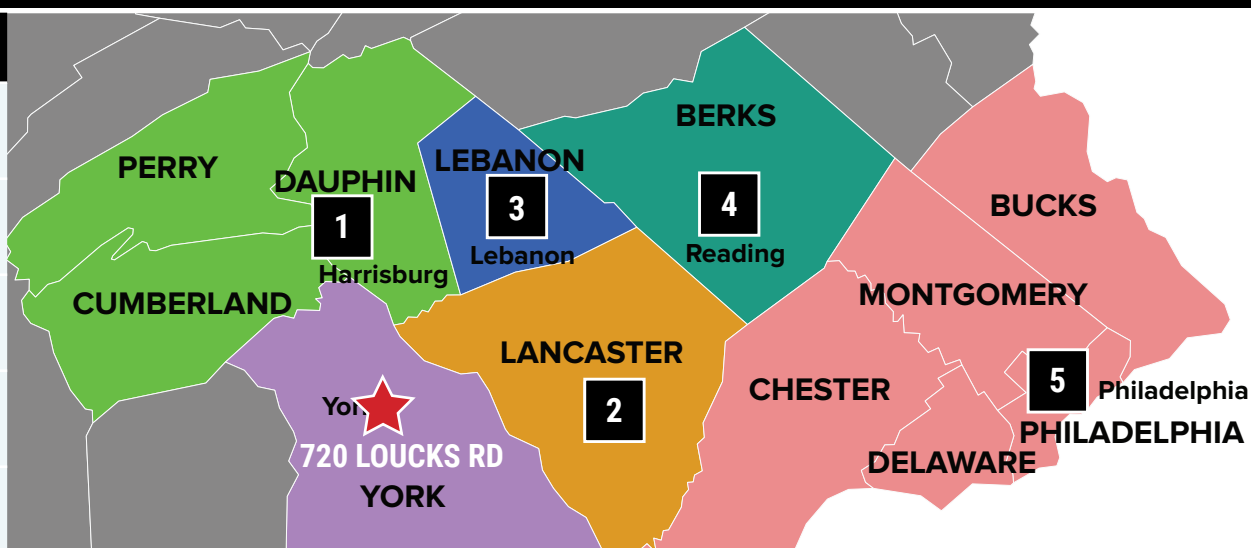 BERKS
PERRY
DAUPHIN
LEBANON
3
4
BUCKS
1
Harrisburg
Lebanon
Reading
CUMBERLAND
MONTGOMERY
LANCASTER
2
CHESTER
5
Philadelphia
PHILADELPHIA
DELAWARE
720 LOUCKS RD
YORK